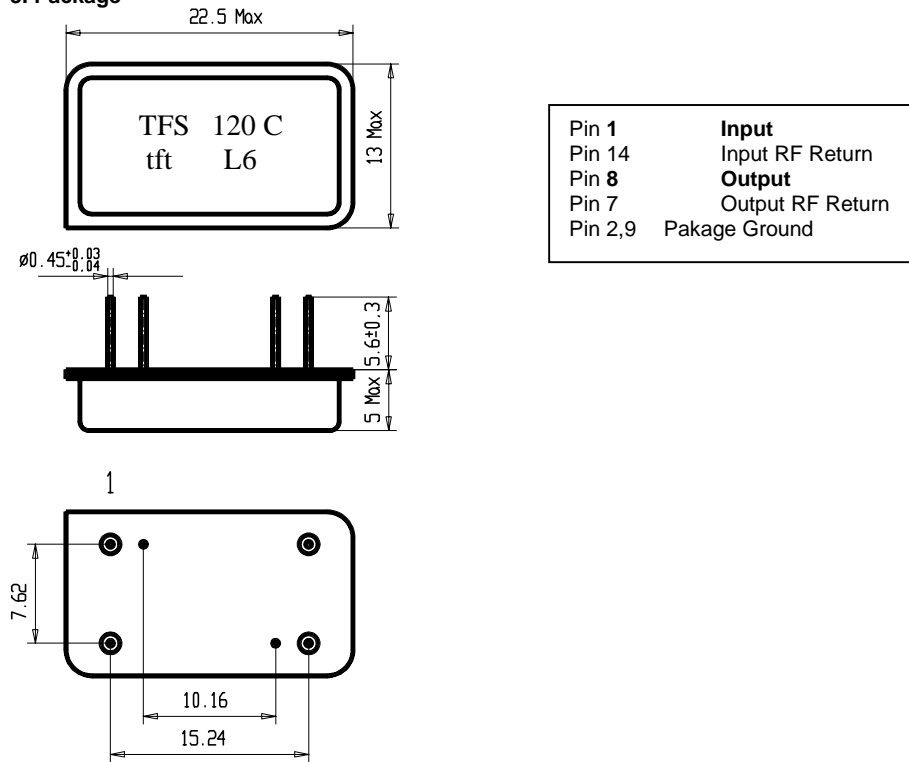 22.5 Max
TFS 120 C
tft L6
13 Max
Pin 1 Input
Pin 14 Input RF Return
Pin 8 Output
Pin 7 Output RF Return
Pin 2,9 Pakage Ground
ø0.45+0.03
-0.04
5.6±0.3
5 Max
1
7.62
10.16
15.24